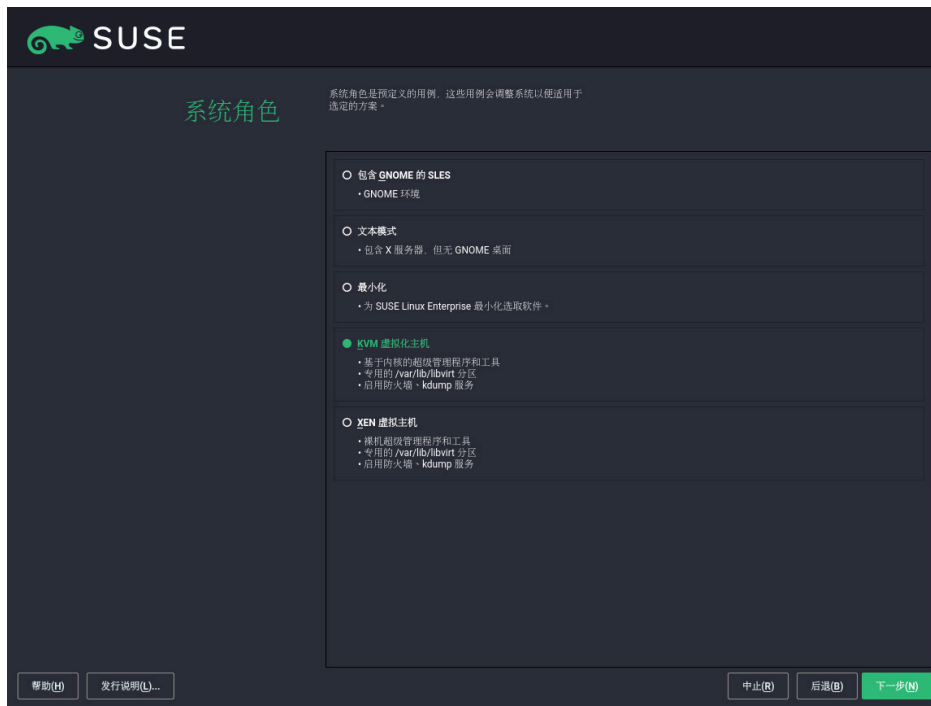 SUSE
系统角色
系统角色是预定义的用例，这些用例会调整系统以便适用于
选定的方案。
包含 GNOME 的 SLES
• GNOME 环境
文本模式
• 包含 X 服务器，但无 GNOME 桌面
最小化
• 为 SUSE Linux Enterprise 最小化选取软件。
KVM 虚拟化主机
• 基于内核的超级管理程序和工具
• 专用的 /var/lib/libvirt 分区
• 启用防火墙、kdump 服务
XEN 虚拟主机
• 裸机超级管理程序和工具
• 专用的 /var/lib/libvirt 分区
• 启用防火墙、kdump 服务
帮助(H) 发行说明(L)... 中止(R) 后退(B) 下一步(N)